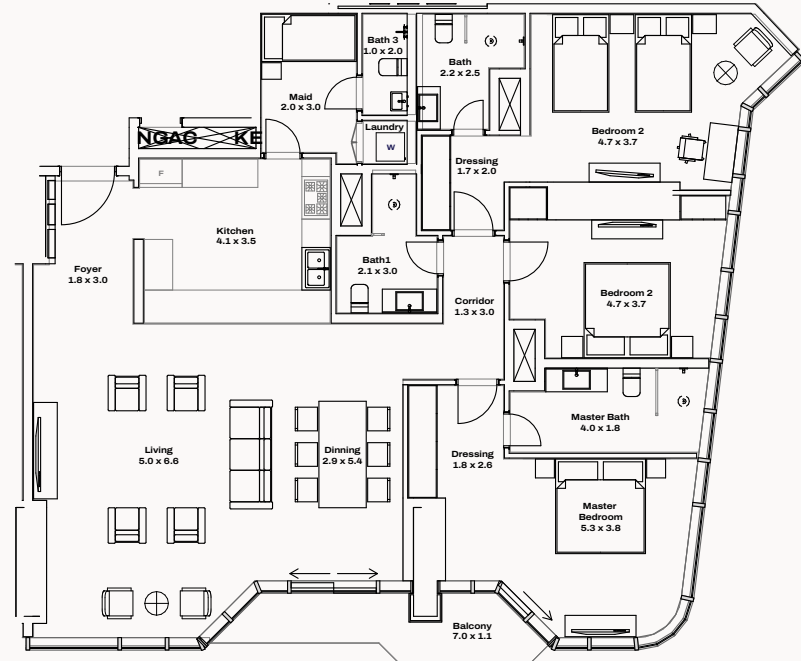 Bath 3
1.0 x 2.0
Bath
2.2 x 2.5
Maid
2.0 x 3.0
Laundry
W
NGAC KE
Bedroom 2
4.7 x 3.7
Dressing
1.7 x 2.0
F
Kitchen
4.1 x 3.5
Foyer
1.8 x 3.0
Bath1
2.1 x 3.0
Corridor
1.3 x 3.0
Bedroom 2
4.7 x 3.7
Master Bath
4.0 x 1.8
Living
5.0 x 6.6
Dinning
2.9 x 5.4
Dressing
1.8 x 2.6
Master
Bedroom
5.3 x 3.8
Balcony
7.0 x 1.1